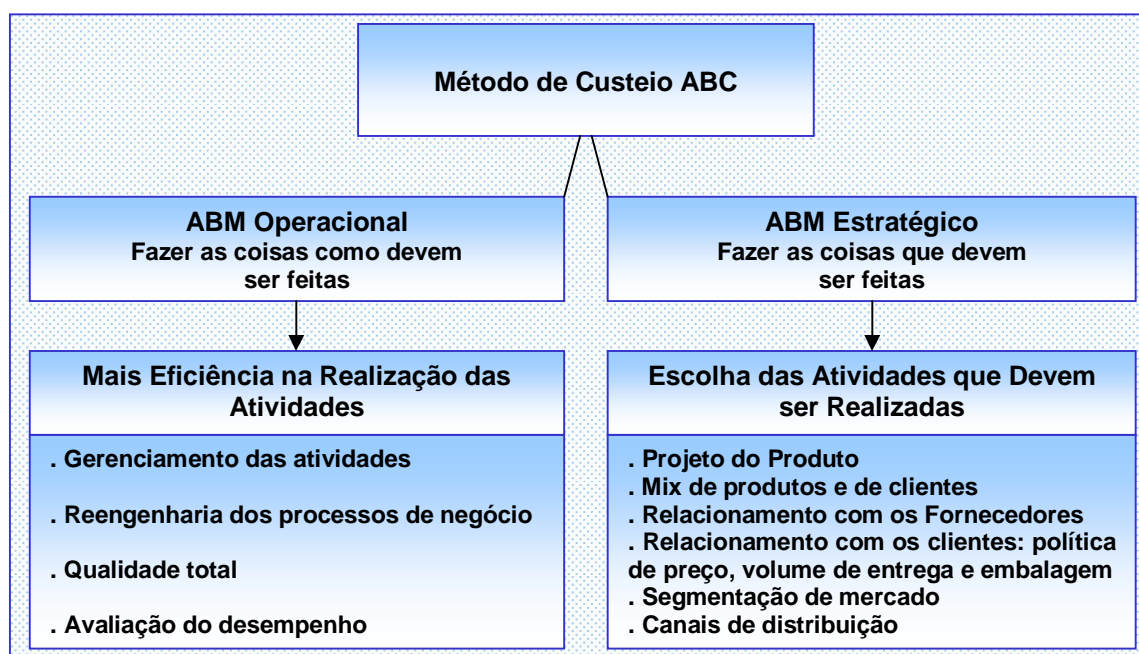 Método de Custeio ABC
ABM Operacional
Fazer as coisas como devem
ser feitas
ABM Estratégico
Fazer as coisas que devem
ser feitas
Mais Eficiência na Realização das
Atividades
. Gerenciamento das atividades
. Reengenharia dos processos de negócio
. Qualidade total
. Avaliação do desempenho
Escolha das Atividades que Devem
ser Realizadas
. Projeto do Produto
. Mix de produtos e de clientes
. Relacionamento com os Fornecedores
. Relacionamento com os clientes: política
de preço, volume de entrega e embalagem
. Segmentação de mercado
. Canais de distribuição